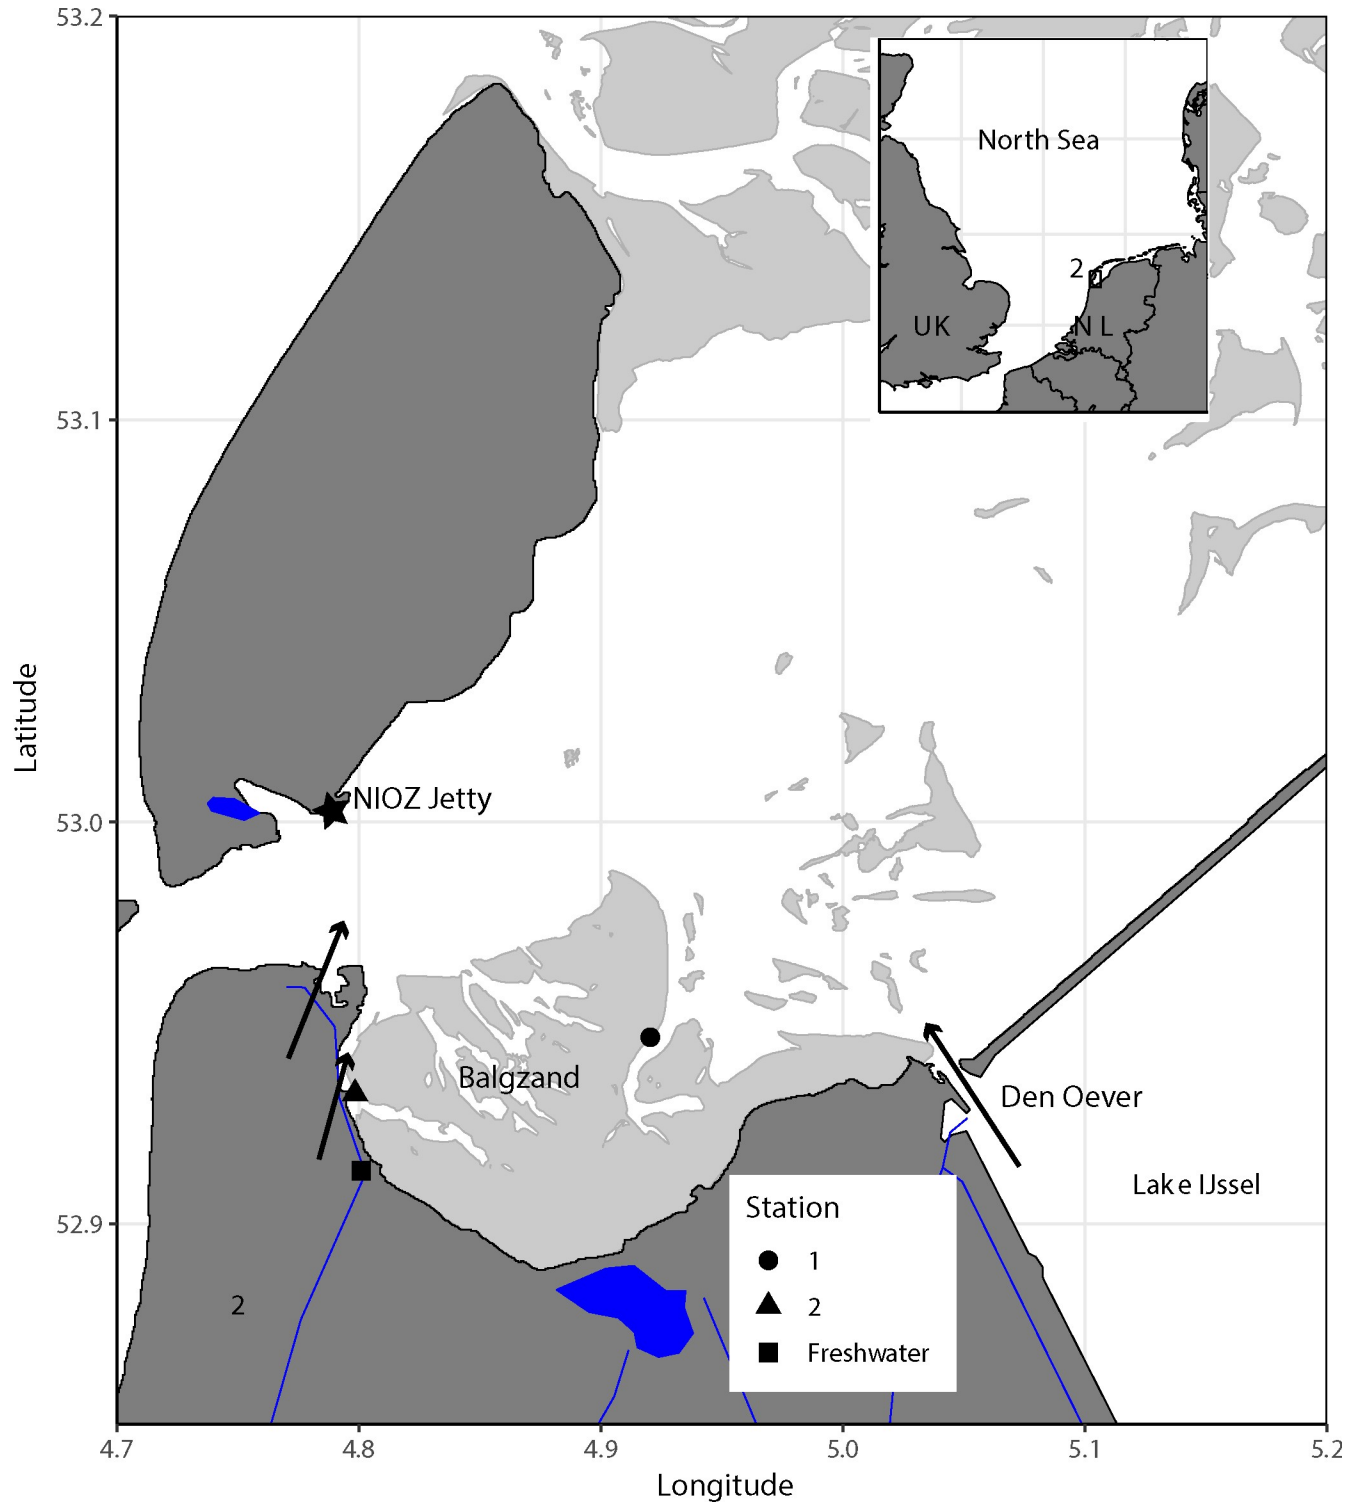 53.2
North Sea
2
UK
NL
53.1
Latitude
NIOZ Jetty
53.0
Balgzand
Den Oever
Lake IJssel
52.9
Station
1
2
Freshwater
2
4.7
4.8
4.9
5.0
5.1
5.2
Longitude